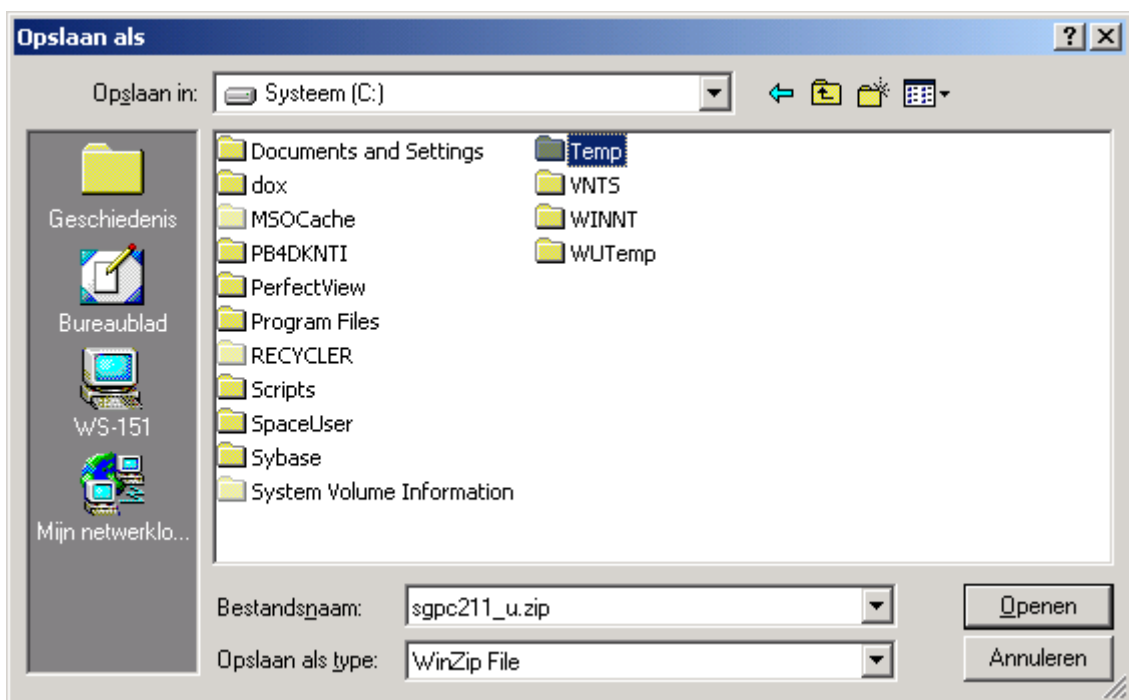 Opslaan als
Opslaan in:
Systeem (C:)
Geschiedenis
Bureaublad
WS-151
Mijn netwerklo...
Documents and Settings
dox
MSOCache
PB4DKNTI
PerfectView
Program Files
RECYCLER
Scripts
SpaceUser
Sybase
System Volume Information
Temp
VNTS
WINNT
WUTemp
Bestandsnaam:
sgpc211_u.zip
Openen
Opslaan als type:
WinZip File
Annuleren